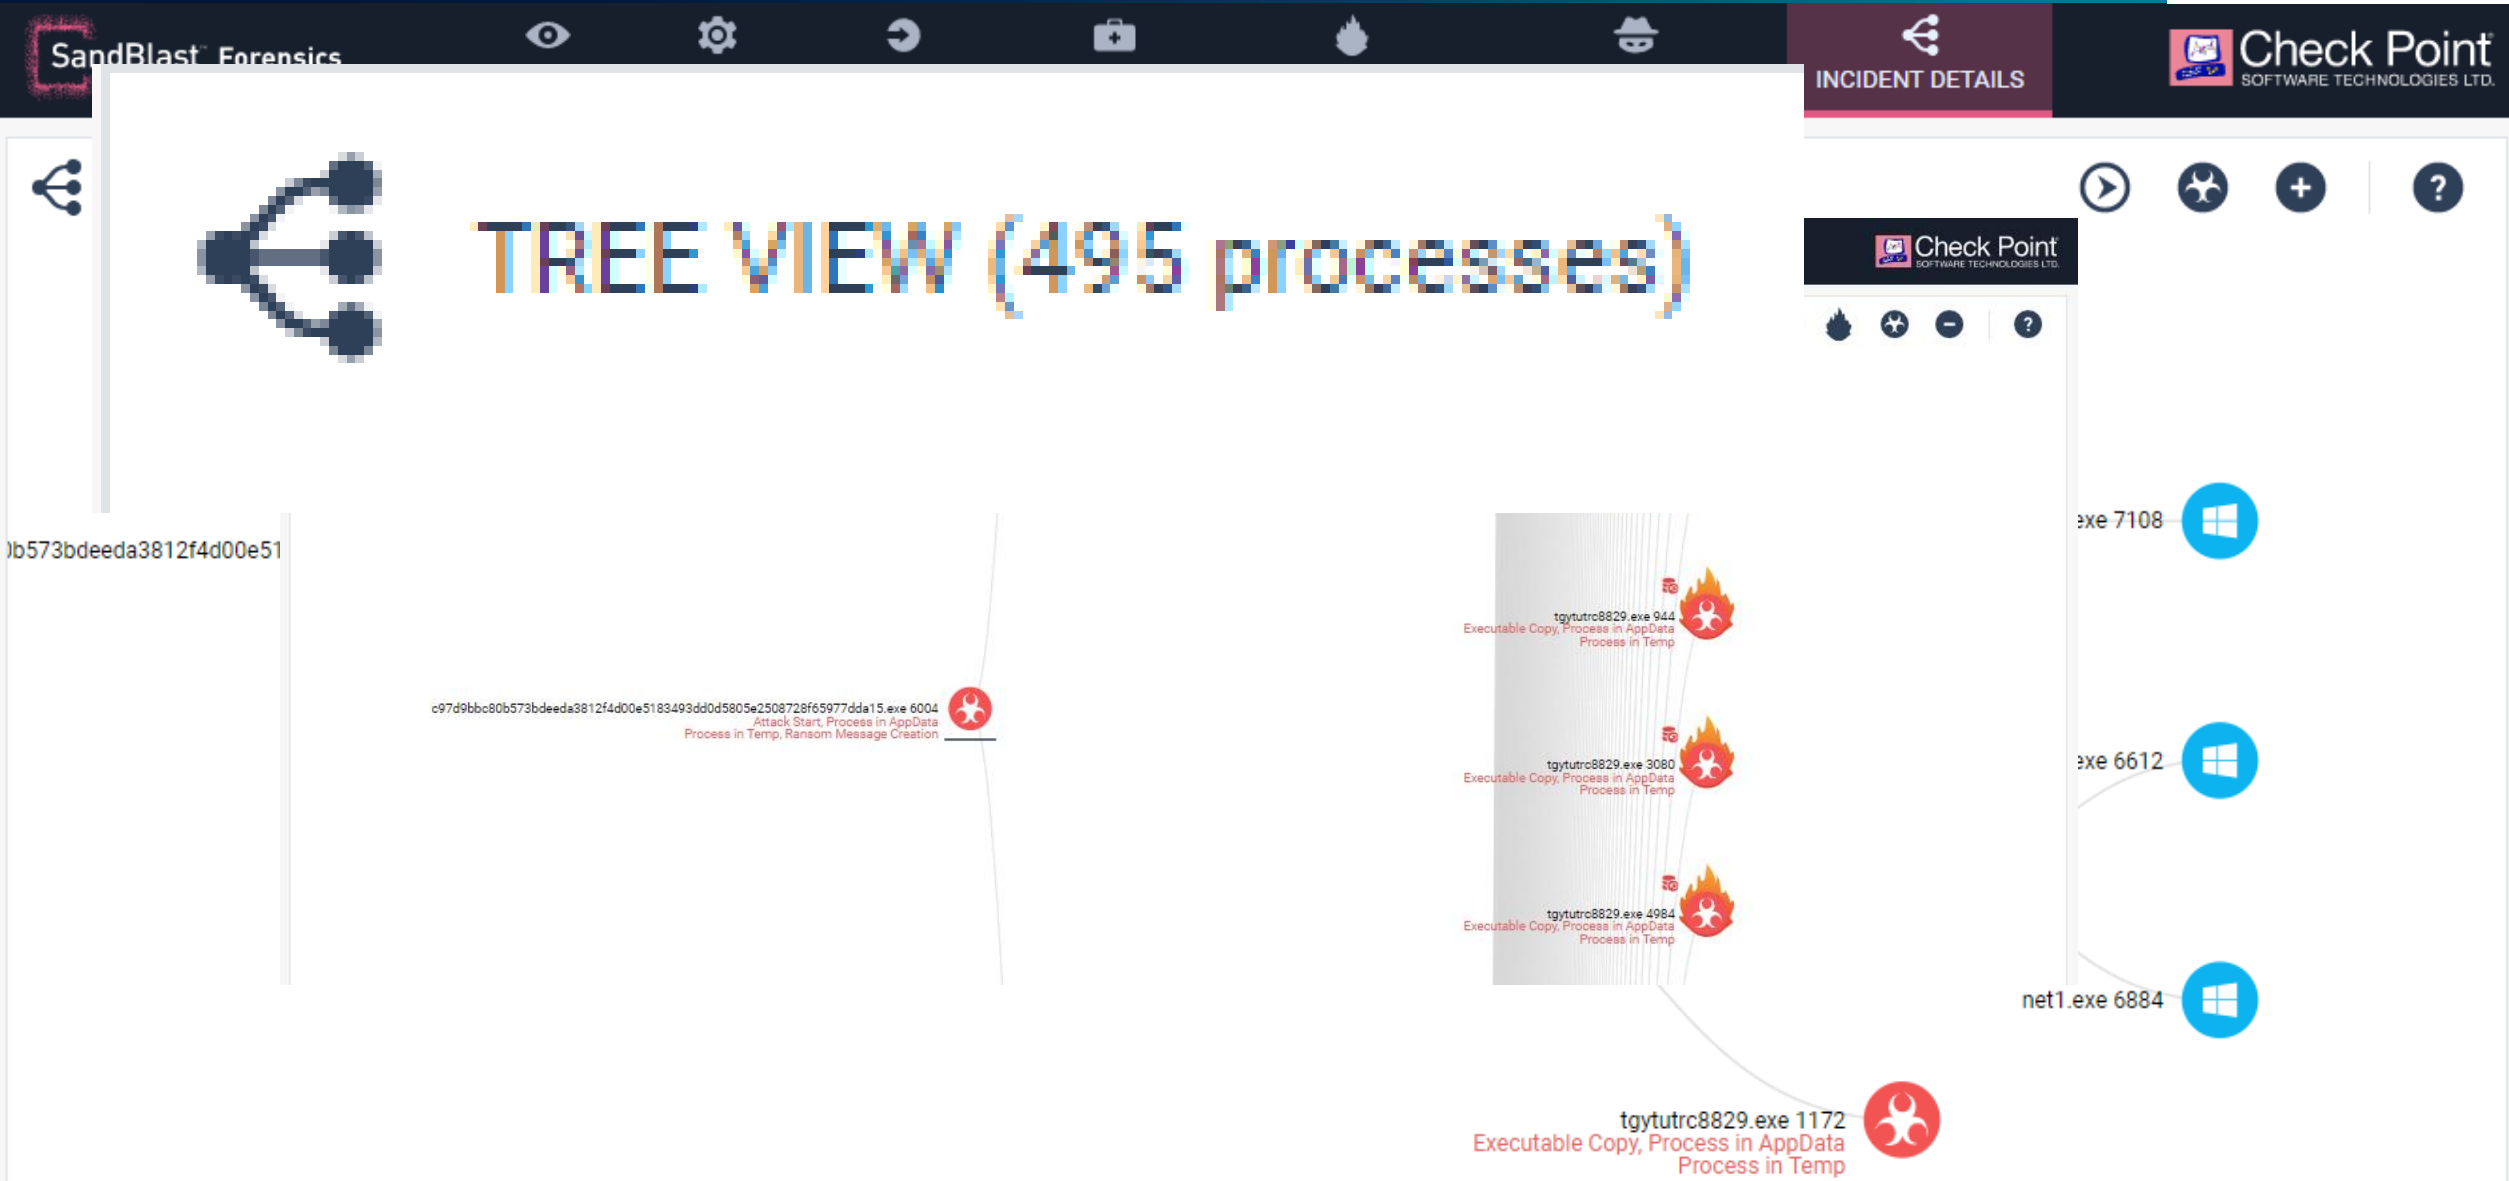 SandBlast™ Forensics
INCIDENT DETAILS
Check Point
SOFTWARE TECHNOLOGIES LTD.
TREE VIEW (495 processes)
Check Point
SOFTWARE TECHNOLOGIES LTD.
.exe 7108
b573bdeeda3812f4d00e51
tgytutrc8829.exe 944
Executable Copy, Process in AppData
Process in Temp
c97d9bbc80b573bdeeda3812f4d00e5183493dd0d5805e2508728f65977dda15.exe 6004
Attack Start, Process in AppData
Process in Temp, Ransom Message Creation
tgytutrc8829.exe 3080
Executable Copy, Process in AppData
Process in Temp
exe 6612
tgytutrc8829.exe 4984
Executable Copy, Process in AppData
Process in Temp
net1.exe 6884
tgytutrc8829.exe 1172
Executable Copy, Process in AppData
Process in Temp